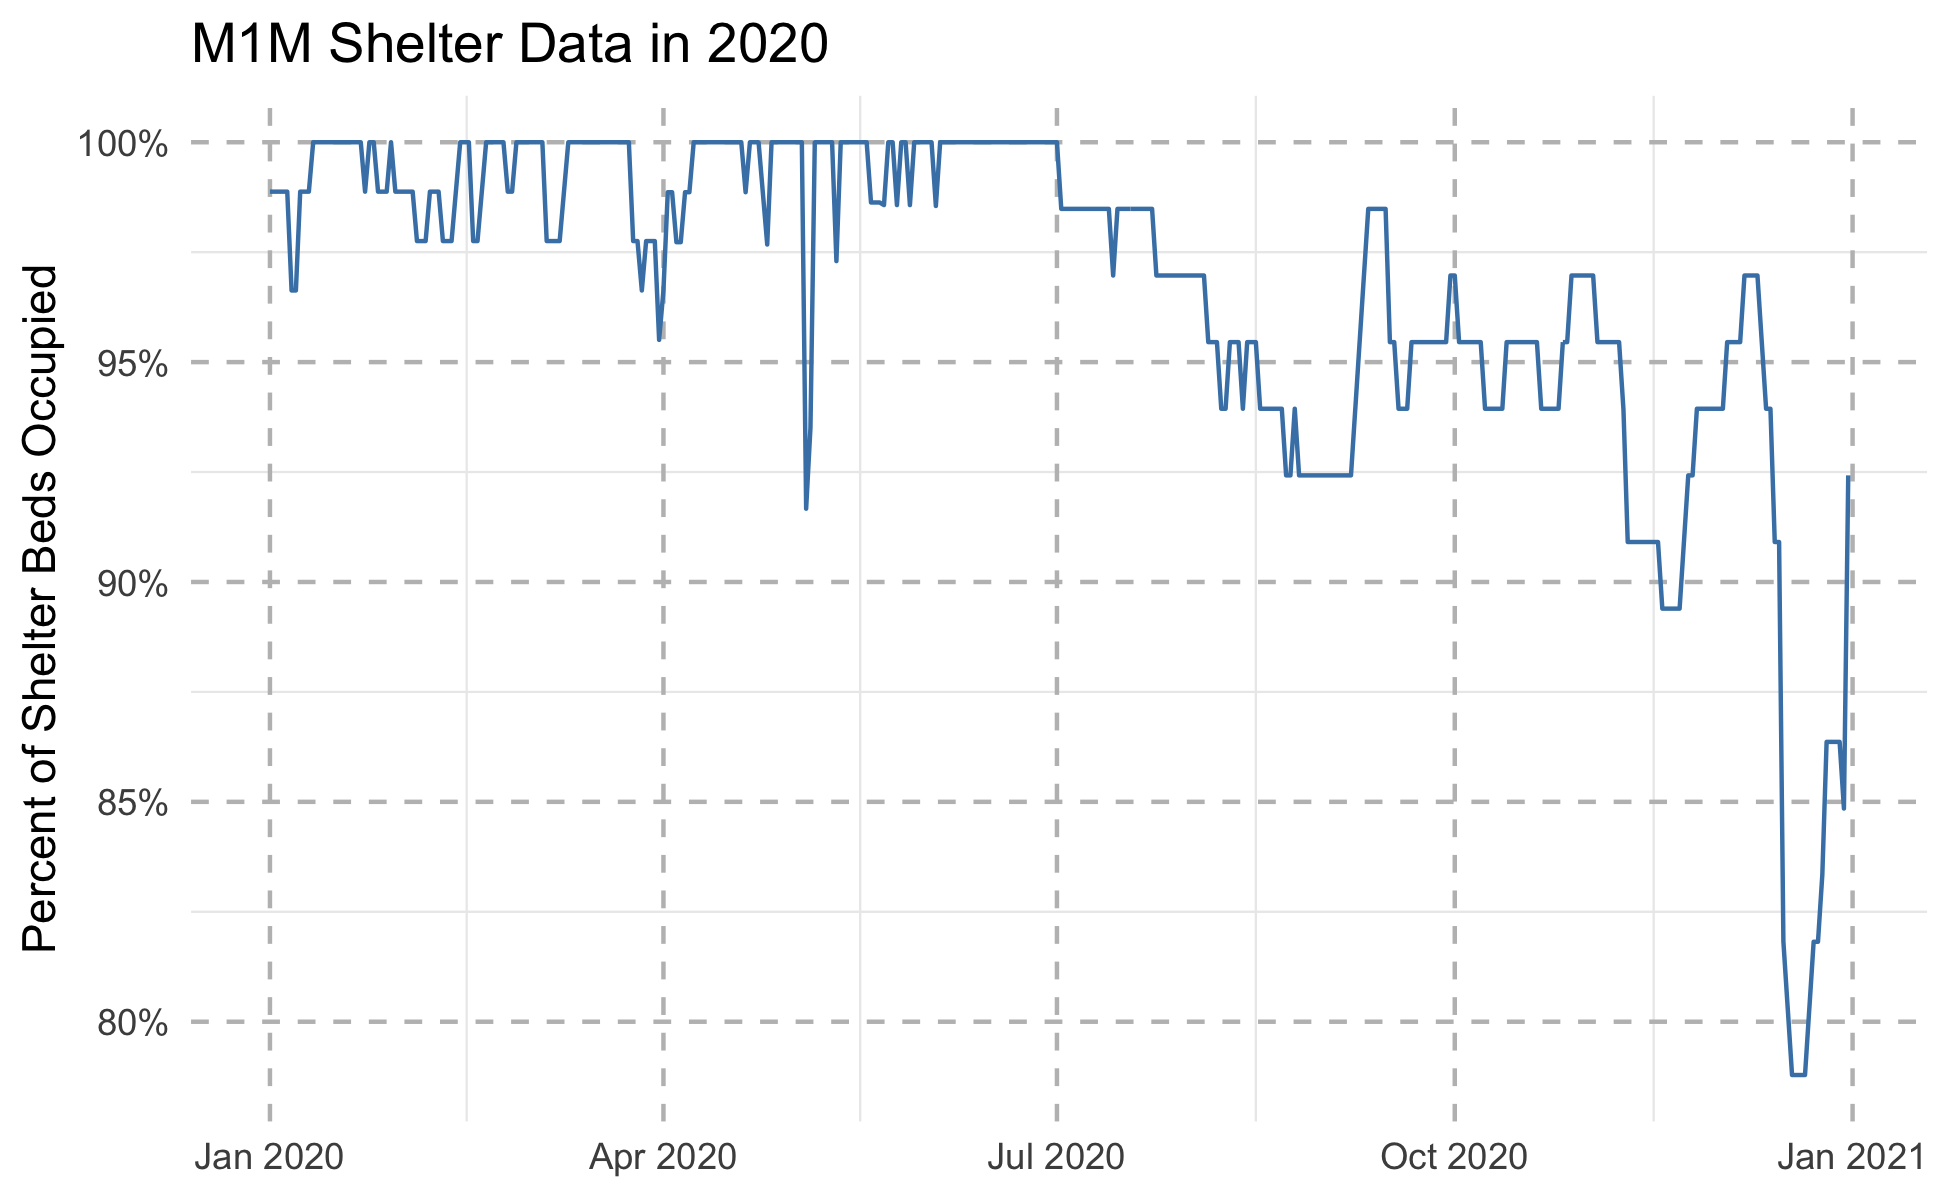 M1M Shelter Data in 2020
Percent of Shelter Beds Occupied
100%
95%
90%
85%
80%
Jan 2020
Apr 2020
Jul 2020
Oct 2020
Jan 2021